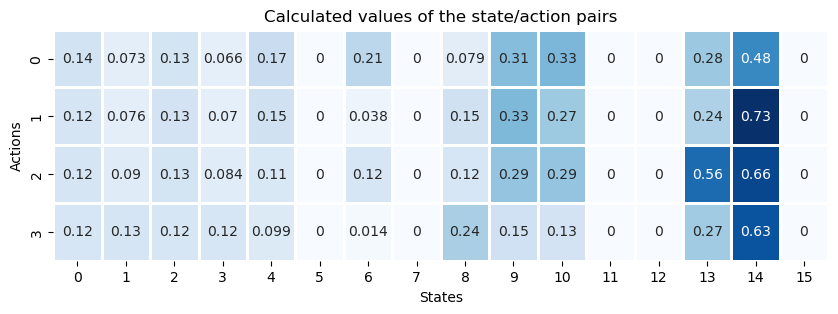 Calculated values of the state/action pairs
Actions
0 0.14 0.073 0.13 0.066 0.17 0 0.21 0 0.079 0.31 0.33 0 0 0.28 0.48 0
1 0.12 0.076 0.13 0.07 0.15 0 0.038 0 0.15 0.33 0.27 0 0 0.24 0.73 0
2 0.12 0.09 0.13 0.084 0.11 0 0.12 0 0.12 0.29 0.29 0 0 0.56 0.66 0
3 0.12 0.13 0.12 0.12 0.099 0 0.014 0 0.24 0.15 0.13 0 0 0.27 0.63 0
0 1 2 3 4 5 6 7 8 9 10 11 12 13 14 15
States